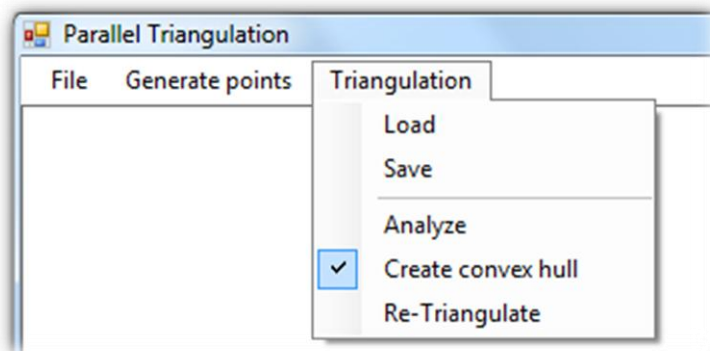 Parallel Triangulation
File Generate points Triangulation
Load
Save
Analyze
Create convex hull
Re-Triangulate